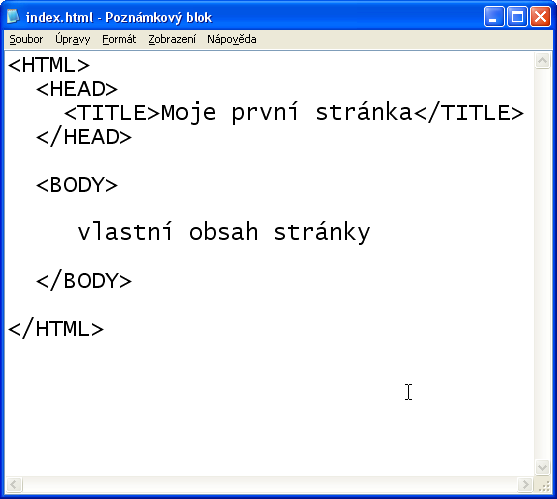 index.html - Poznámkový blok
Soubor Úpravy Formát Zobrazení Nápověda
<HTML>
<HEAD>
<TITLE>Moje první stránka</TITLE>
</HEAD>
<BODY>
vlastní obsah stránky
</BODY>
</HTML>